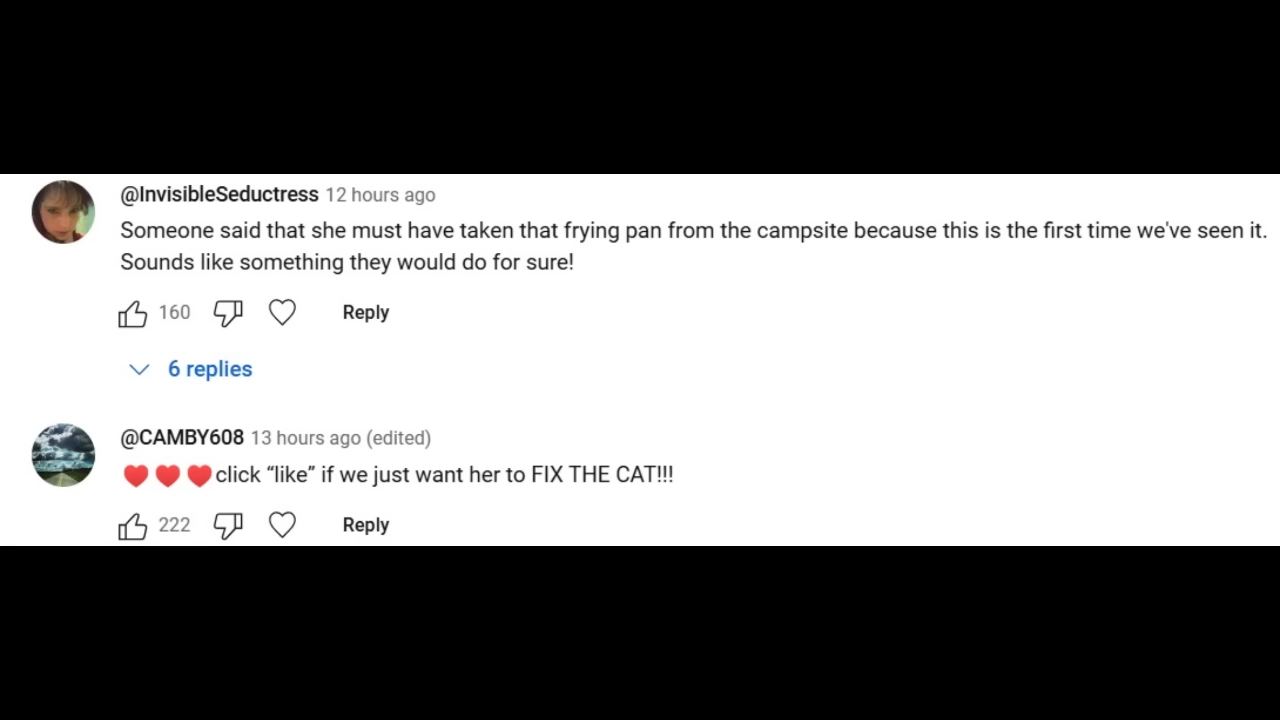 @InvisibleSeductress 12 hours ago
Someone said that she must have taken that frying pan from the campsite because this is the first time we've seen it.
Sounds like something they would do for sure!
160 Reply
6 replies
@CAMBY608 13 hours ago (edited)
❤️❤️❤️click “like” if we just want her to FIX THE CAT!!!
222 Reply